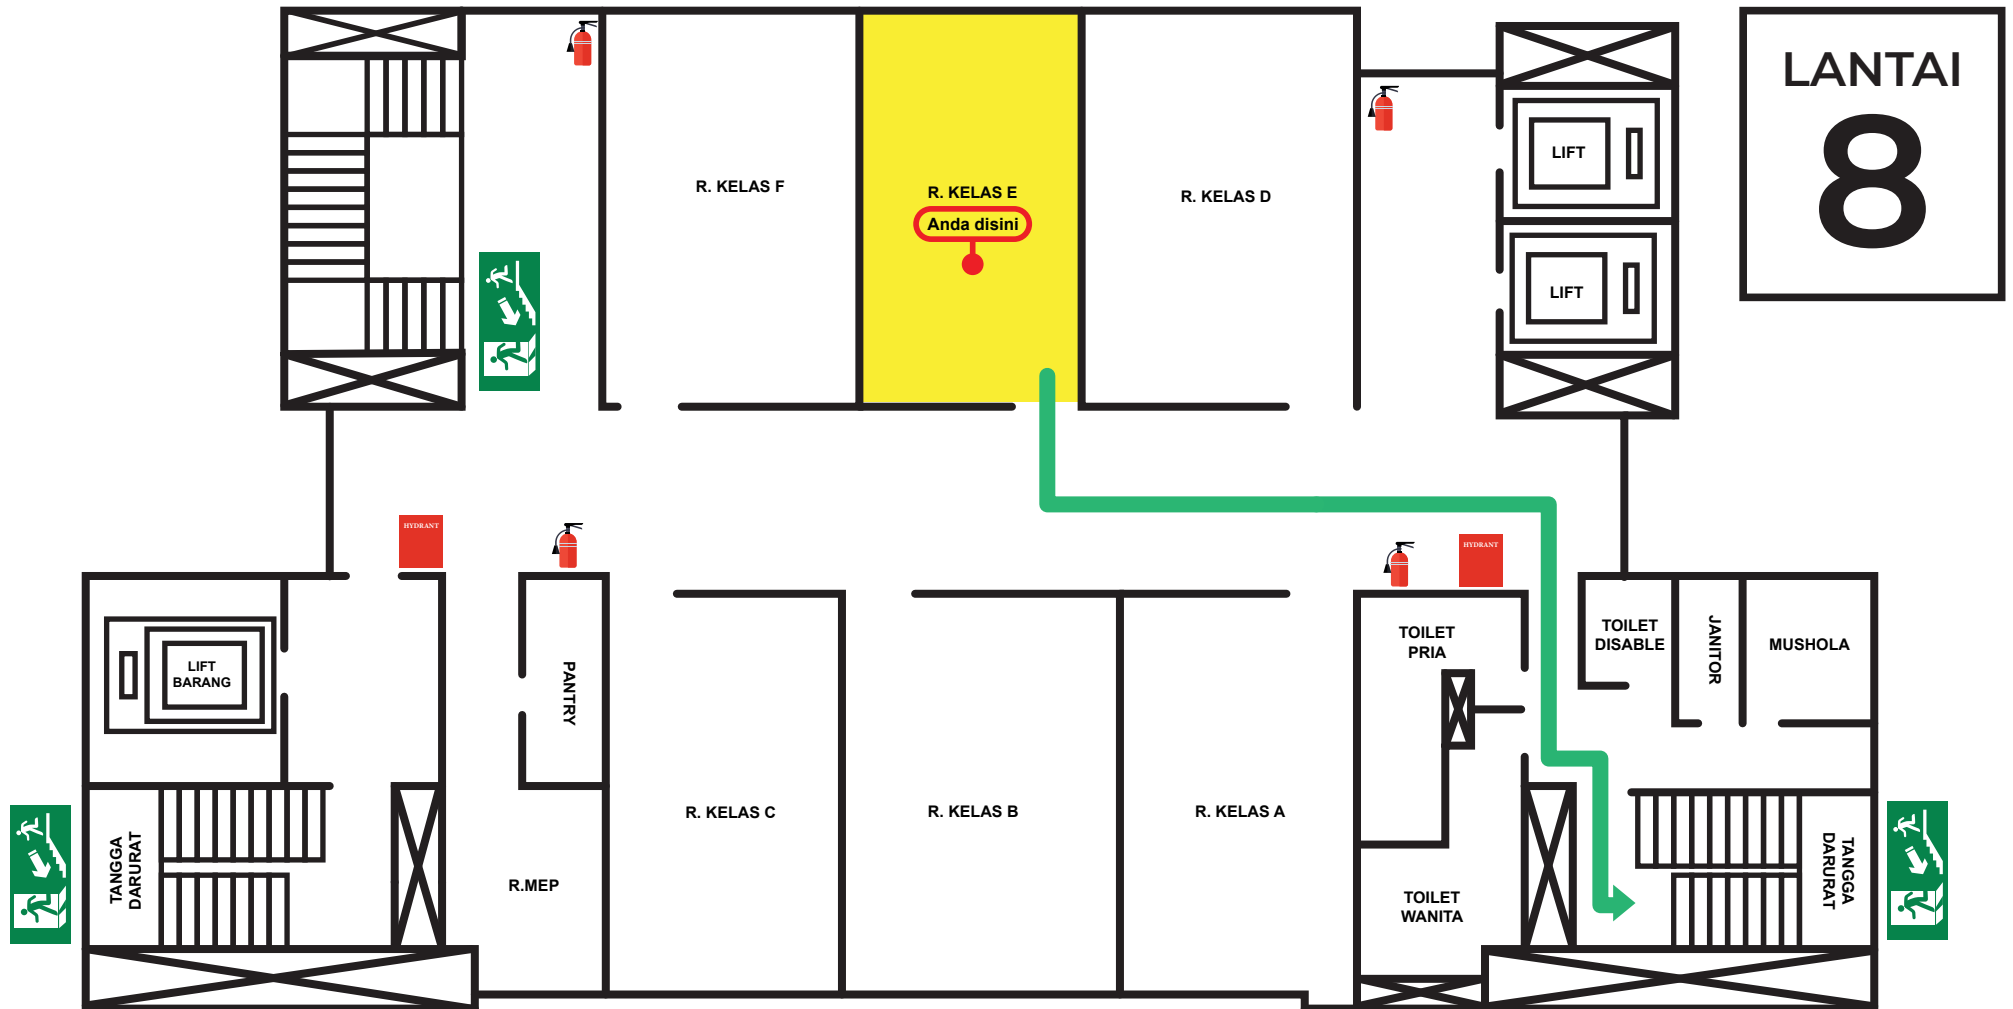 LANTAI
8
LIFT
R. KELAS F
R. KELAS E
R. KELAS D
Anda disini
LIFT
HYDRANT
HYDRANT
TOILET
PRIA
TOILET
DISABLE
JANITOR
MUSHOLA
LIFT
BARANG
PANTRY
R. KELAS C
R. KELAS B
R. KELAS A
TANGGA
DARURAT
R.MEP
TOILET
WANITA
TANGGA
DARURAT